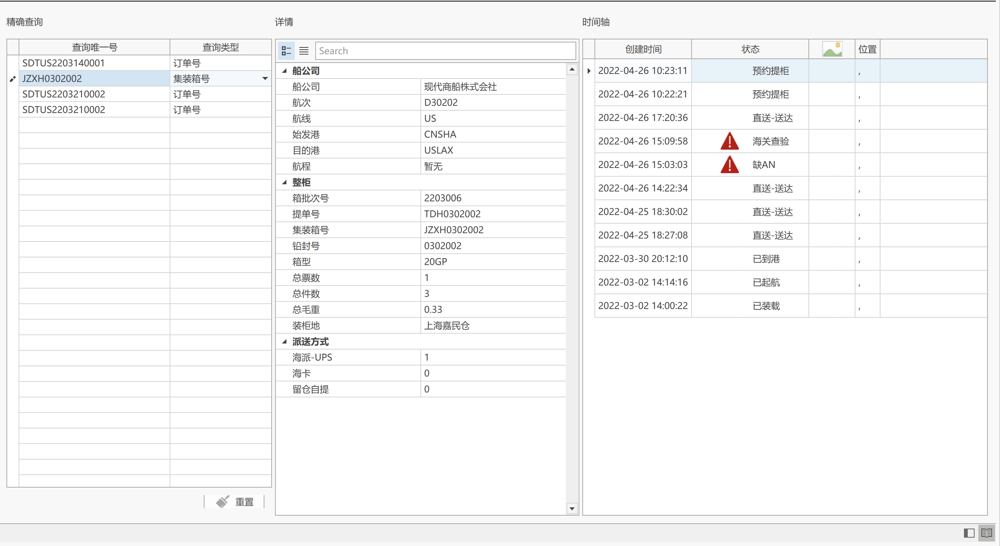 精确查询
查询唯一号 查询类型
SDTUS2203140001 订单号
JZXH0302002 集装箱号
SDTUS2203210002 订单号
SDTUS2203210002 订单号
重置
详情
Search
船公司
船公司 现代商船株式会社
航次 D30202
航线 US
始发港 CNSHA
目的港 USLAX
航程 暂无
整柜
箱批次号 2203006
提单号 TDH0302002
集装箱号 JZXH0302002
铅封号 0302002
箱型 20GP
总票数 1
总件数 3
总毛重 0.33
装柜地 上海嘉民仓
派送方式
海派-UPS 1
海卡 0
留仓自提 0
时间轴
创建时间 状态 位置
2022-04-26 10:23:11 预约提柜 ,
2022-04-26 10:22:21 预约提柜 ,
2022-04-26 17:20:36 直送-送达 ,
2022-04-26 15:09:58 海关查验 ,
2022-04-26 15:03:03 缺AN ,
2022-04-26 14:22:34 直送-送达 ,
2022-04-25 18:30:02 直送-送达 ,
2022-04-25 18:27:08 直送-送达 ,
2022-03-30 20:12:10 已到港 ,
2022-03-02 14:14:16 已起航 ,
2022-03-02 14:00:22 已装载 ,